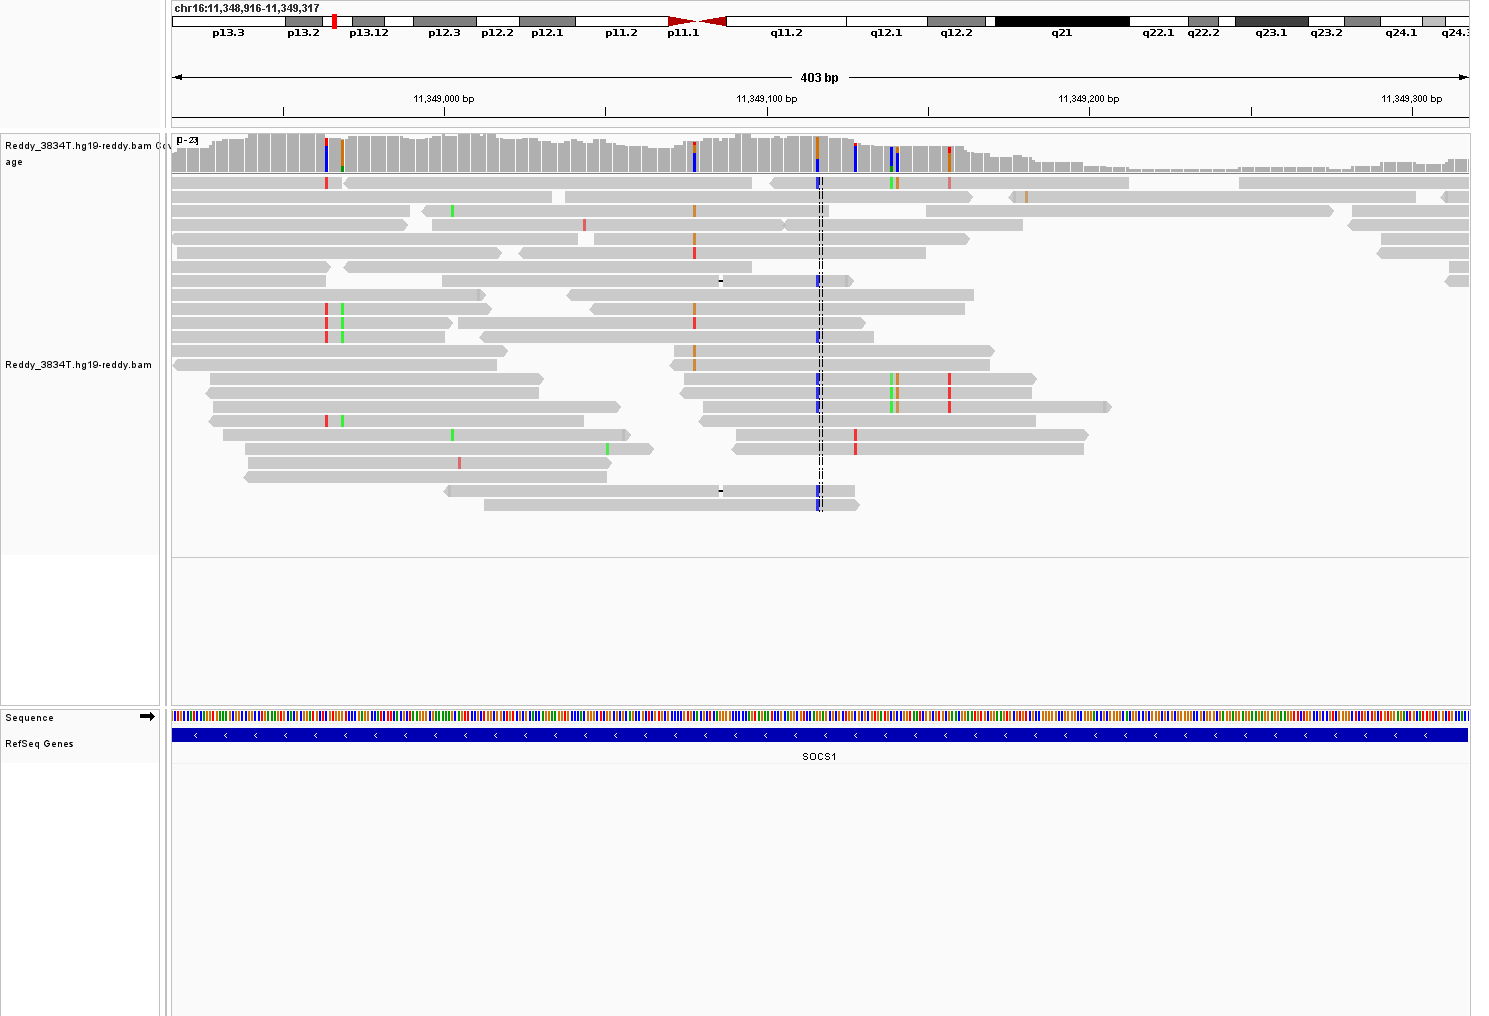 chr16:11,348,916-11,349,317
p13.3 p13.2 p13.12 p12.3 p12.2 p12.1 p11.2 p11.1 q11.2 q12.1 q12.2 q21 q22.1 q22.2 q23.1 q23.2 q24.1
403 bp
11,349,000 bp 11,349,100 bp 11,349,200 bp 11,349,300 bp
Reddy_3834T.hg19-reddy.bam Cov
age
[0-23]
Reddy_3834T.hg19-reddy.bam
Sequence
RefSeq Genes
SOCS1